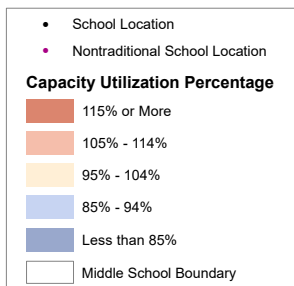 School Location
Nontraditional School Location
Capacity Utilization Percentage
115% or More
105% - 114%
95% - 104%
85% - 94%
Less than 85%
Middle School Boundary